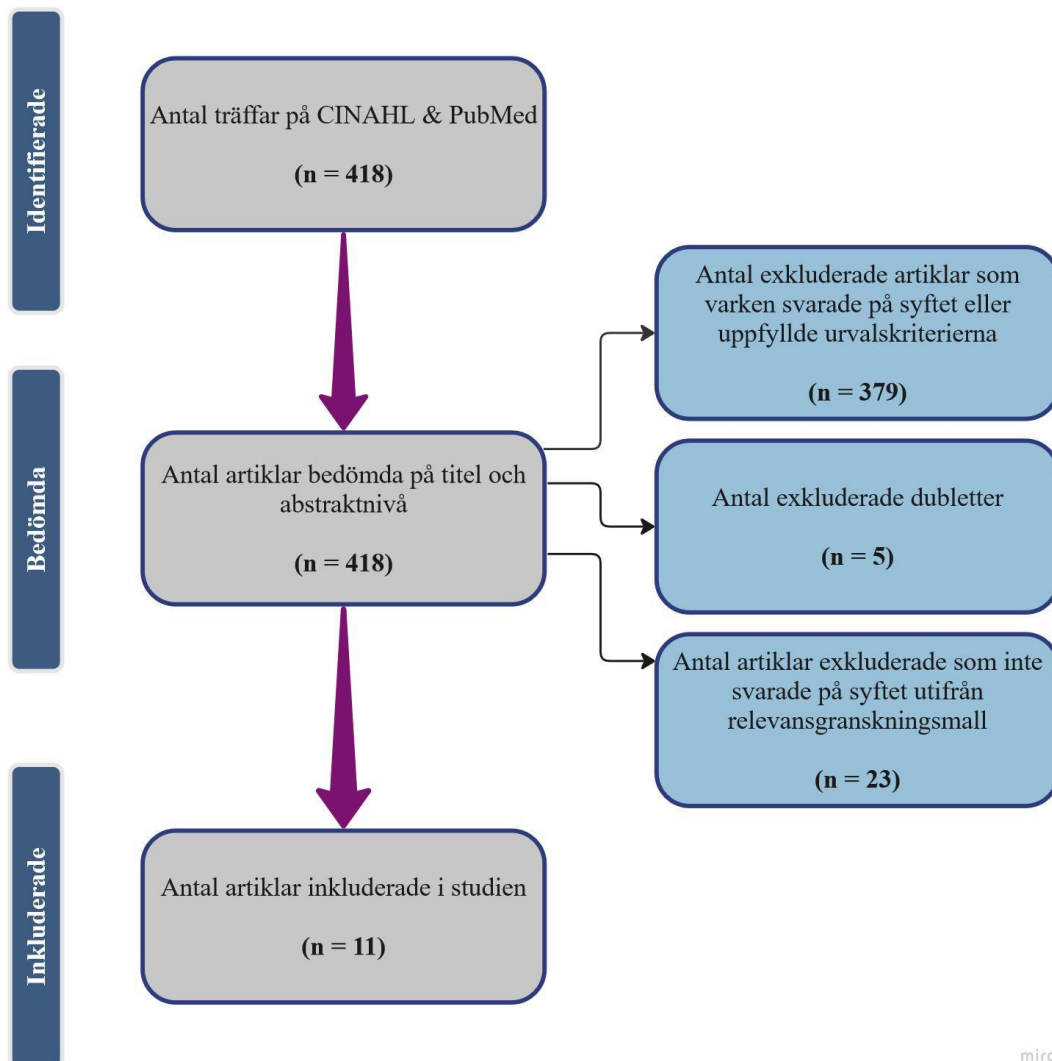 Identifierade
Antal träffar på CINAHL & PubMed
(n = 418)
Antal exkluderade artiklar som
varken svarade på syftet eller
uppfyllde urvalskriterierna
(n = 379)
Bedömda
Antal artiklar bedömda på titel och
abstraktnivå
(n = 418)
Antal exkluderade dubletter
(n = 5)
Antal artiklar exkluderade som inte
svarade på syftet utifrån
relevansgranskningsmall
(n = 23)
Inkluderade
Antal artiklar inkluderade i studien
(n = 11)